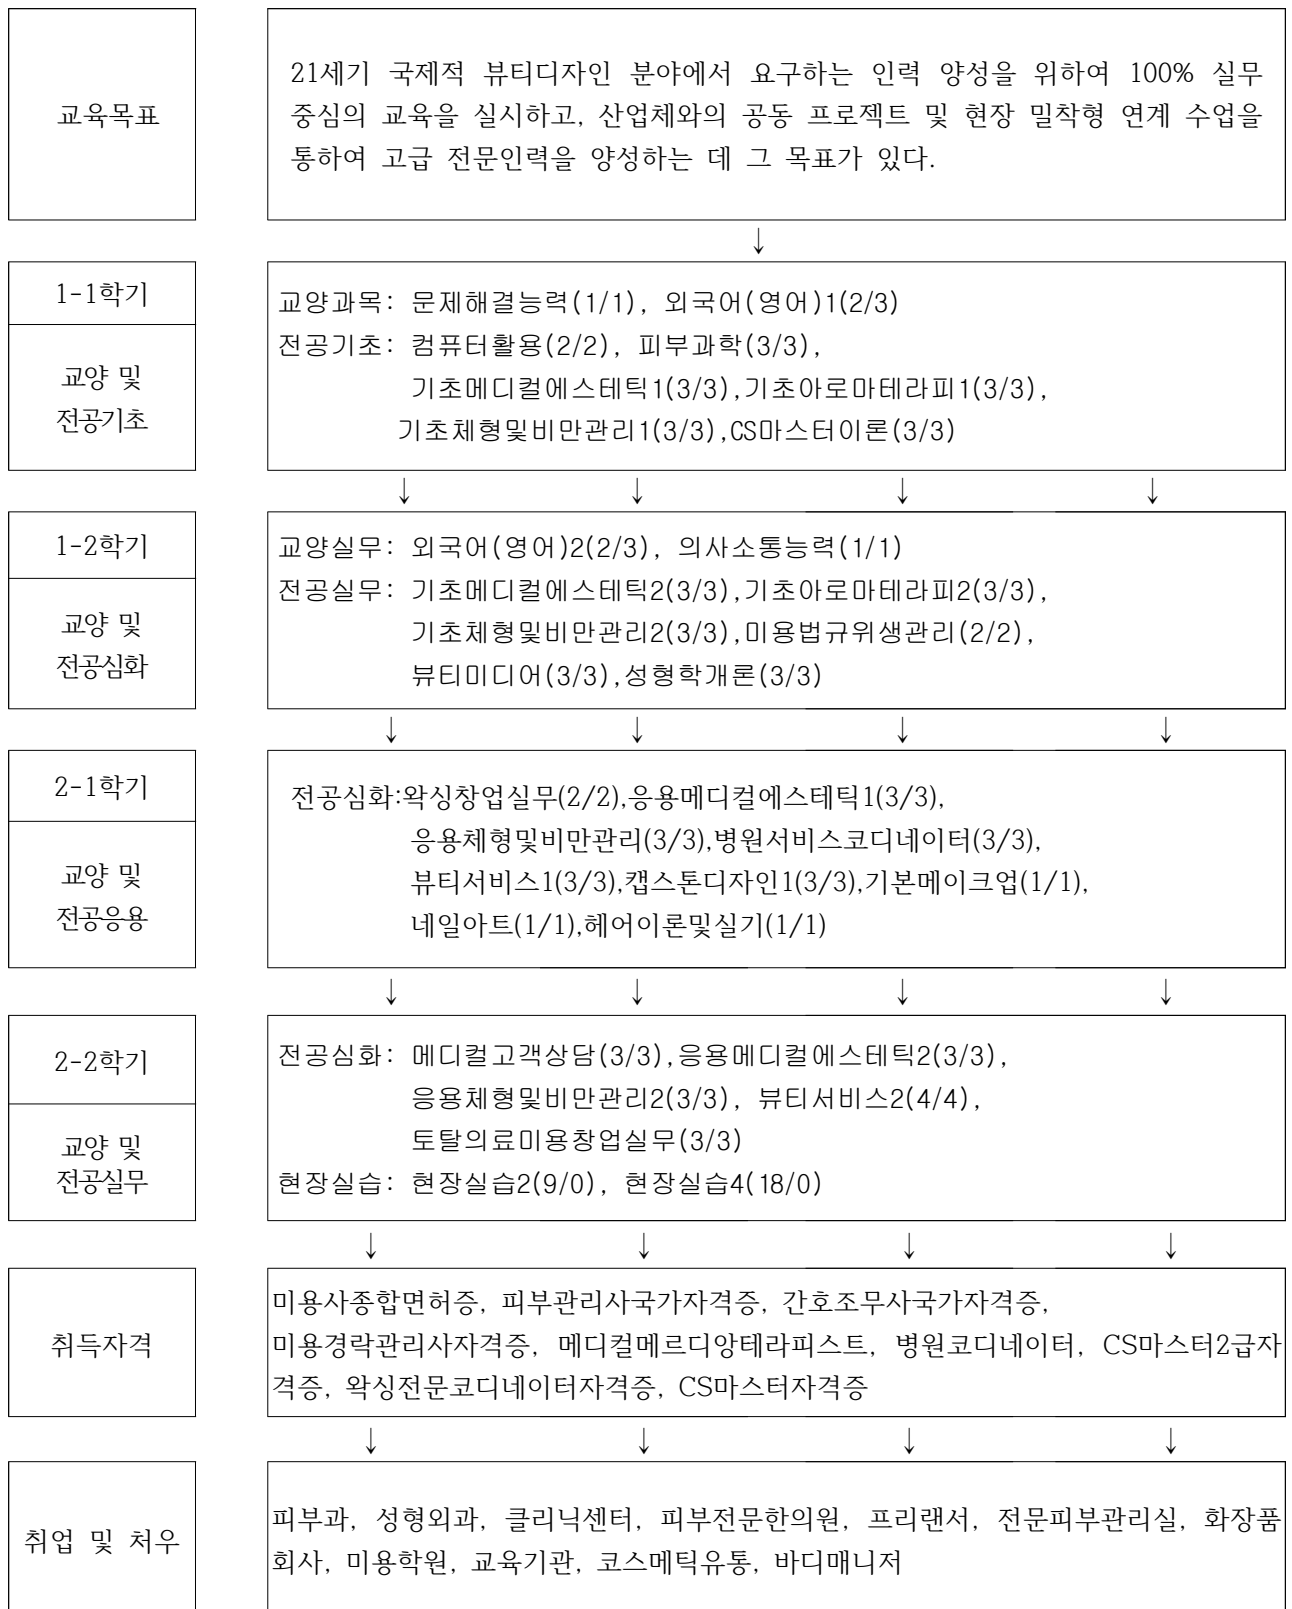 교육목표
21세기 국제적 뷰티디자인 분야에서 요구하는 인력 양성을 위하여 100% 실무
중심의 교육을 실시하고, 산업체와의 공동 프로젝트 및 현장 밀착형 연계 수업을
통하여 고급 전문인력을 양성하는 데 그 목표가 있다.
↓
1-1학기
교양 및
전공기초
교양과목: 문제해결능력(1/1), 외국어(영어)1(2/3)
전공기초: 컴퓨터활용(2/2), 피부과학(3/3),
기초메디컬에스테틱1(3/3),기초아로마테라피1(3/3),
기초체형및비만관리1(3/3),CS마스터이론(3/3)
↓ ↓ ↓ ↓
1-2학기
교양 및
전공심화
교양실무: 외국어(영어)2(2/3), 의사소통능력(1/1)
전공실무: 기초메디컬에스테틱2(3/3),기초아로마테라피2(3/3),
기초체형및비만관리2(3/3),미용법규위생관리(2/2),
뷰티미디어(3/3),성형학개론(3/3)
↓ ↓ ↓ ↓
2-1학기
교양 및
전공응용
전공심화:왁싱창업실무(2/2),응용메디컬에스테틱1(3/3),
응용체형및비만관리(3/3),병원서비스코디네이터(3/3),
뷰티서비스1(3/3),캡스톤디자인1(3/3),기본메이크업(1/1),
네일아트(1/1),헤어이론및실기(1/1)
↓ ↓ ↓ ↓
2-2학기
교양 및
전공실무
전공심화: 메디컬고객상담(3/3),응용메디컬에스테틱2(3/3),
응용체형및비만관리2(3/3), 뷰티서비스2(4/4),
토탈의료미용창업실무(3/3)
현장실습: 현장실습2(9/0), 현장실습4(18/0)
↓ ↓ ↓ ↓
취득자격
미용사종합면허증, 피부관리사국가자격증, 간호조무사국가자격증,
미용경락관리사자격증, 메디컬메르디앙테라피스트, 병원코디네이터, CS마스터2급자
격증, 왁싱전문코디네이터자격증, CS마스터자격증
↓ ↓ ↓ ↓
취업 및 처우
피부과, 성형외과, 클리닉센터, 피부전문한의원, 프리랜서, 전문피부관리실, 화장품
회사, 미용학원, 교육기관, 코스메틱유통, 바디매니저